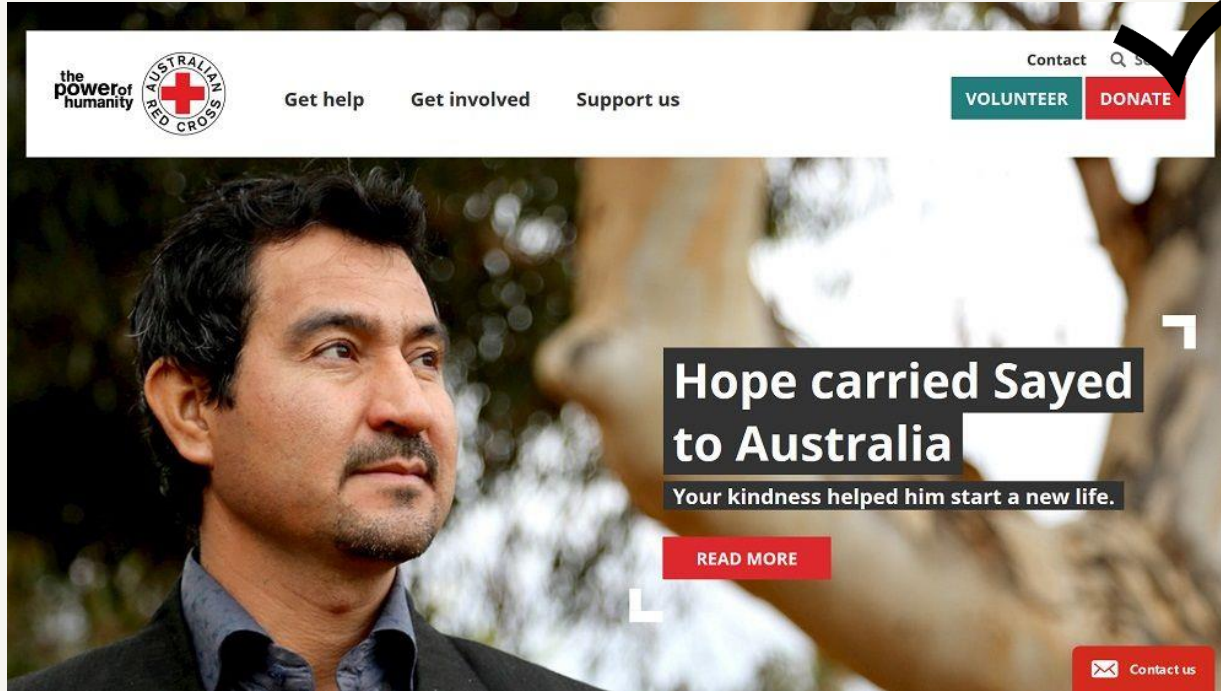 the
power of
humanity
AUSTRALIAN
RED CROSS
Get help
Get involved
Support us
Contact
VOLUNTEER
DONATE
Hope carried Sayed
to Australia
Your kindness helped him start a new life.
READ MORE
Contact us